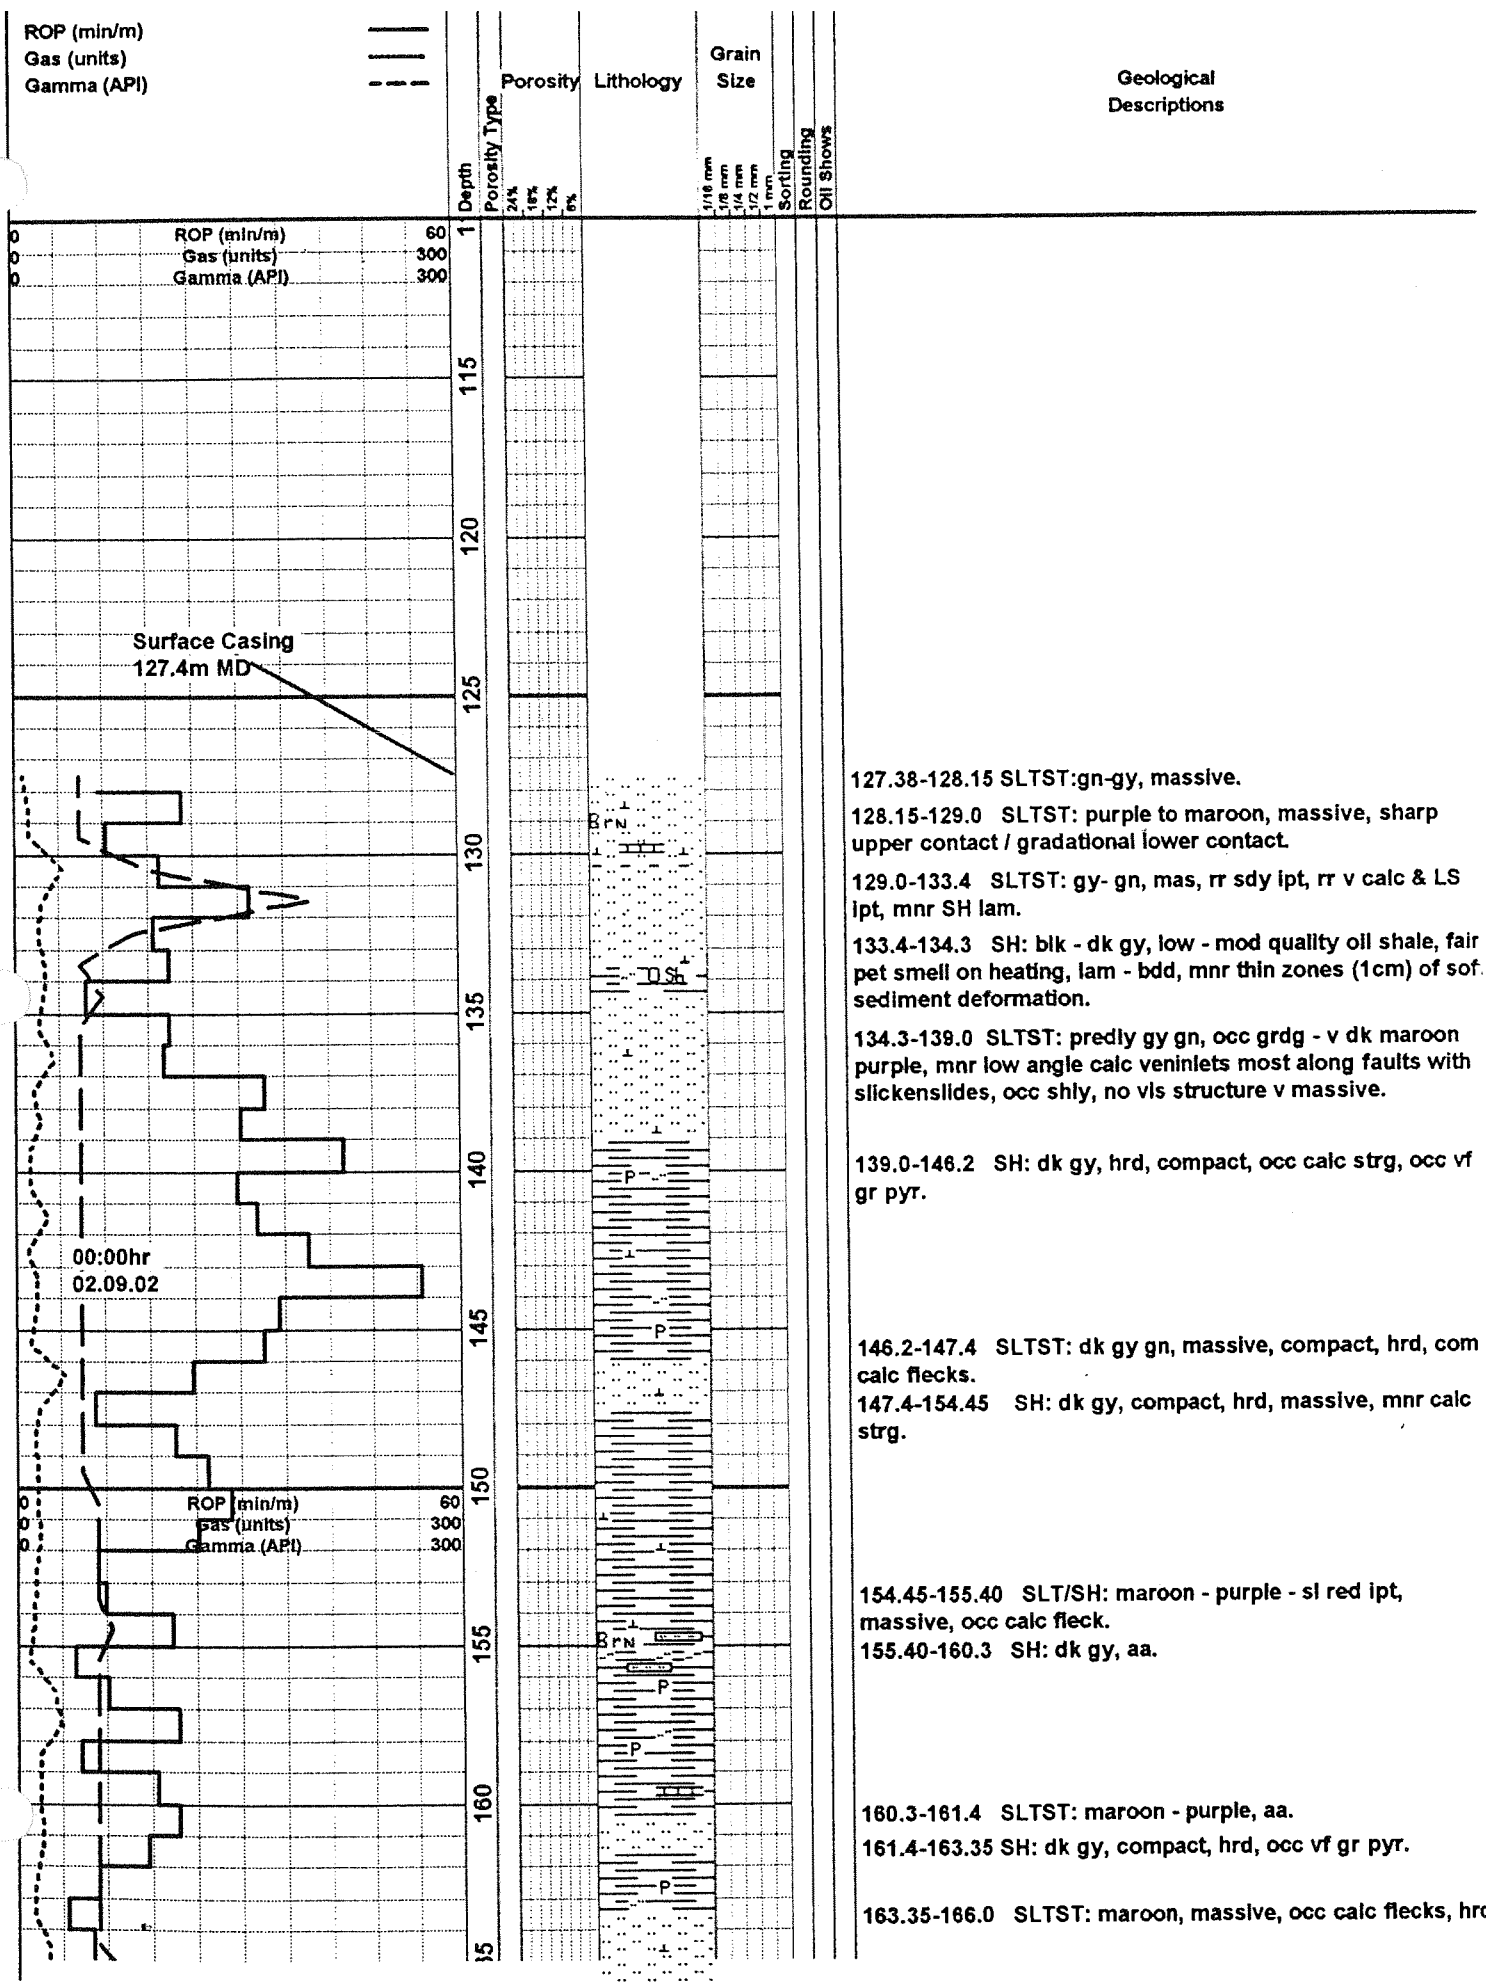 ROP (min/m)
Gas (units)
Gamma (API)
Depth
Porosity Type
Porosity
24%
18%
12%
6%
Lithology
Grain
Size
1/16 mm
1/8 mm
1/4 mm
1/2 mm
1 mm
Sorting
Rounding
Oil Shows
Geological
Descriptions
0 ROP (min/m) 60
0 Gas (units) 300
0 Gamma (API) 300
1
115
120
Surface Casing
127.4m MD
125
127.38-128.15 SLTST:gn-gy, massive.
128.15-129.0 SLTST: purple to maroon, massive, sharp
upper contact / gradational lower contact.
Brn
130
129.0-133.4 SLTST: gy- gn, mas, rr sdy ipt, rr v calc & LS
ipt, mnr SH lam.
133.4-134.3 SH: blk - dk gy, low - mod quality oil shale, fair
pet smell on heating, lam - bdd, mnr thin zones (1cm) of sof
sediment deformation.
O Sh
135
134.3-139.0 SLTST: predly gy gn, occ grdg - v dk maroon
purple, mnr low angle calc veninlets most along faults with
slickenslides, occ shly, no vis structure v massive.
139.0-146.2 SH: dk gy, hrd, compact, occ calc strg, occ vf
gr pyr.
140
P
00:00hr
02.09.02
145
P
146.2-147.4 SLTST: dk gy gn, massive, compact, hrd, com
calc flecks.
147.4-154.45 SH: dk gy, compact, hrd, massive, mnr calc
strg.
150
0 ROP (min/m) 60
0 Gas (units) 300
0 Gamma (API) 300
154.45-155.40 SLT/SH: maroon - purple - sl red ipt,
massive, occ calc fleck.
155
Brn
155.40-160.3 SH: dk gy, aa.
P
P
160
160.3-161.4 SLTST: maroon - purple, aa.
161.4-163.35 SH: dk gy, compact, hrd, occ vf gr pyr.
P
163.35-166.0 SLTST: maroon, massive, occ calc flecks, hrd
65